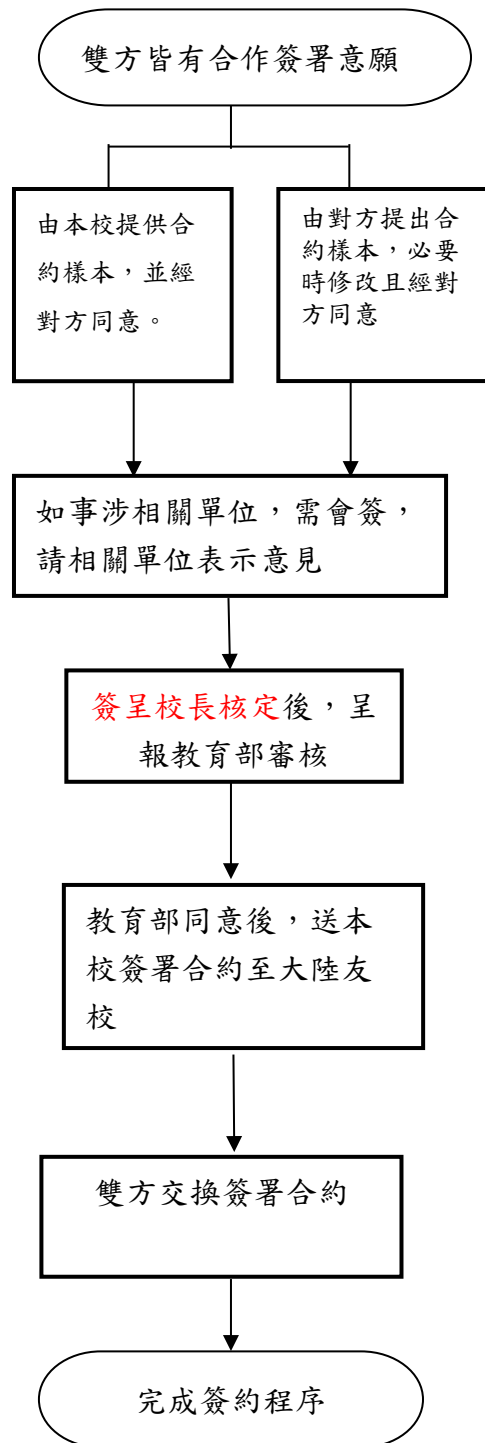 雙方皆有合作簽署意願
由本校提供合
約樣本，並經
對方同意。
由對方提出合
約樣本，必要
時修改且經對
方同意
如事涉相關單位，需會簽，
請相關單位表示意見
簽呈校長核定後，呈
報教育部審核
教育部同意後，送本
校簽署合約至大陸友
校
雙方交換簽署合約
完成簽約程序